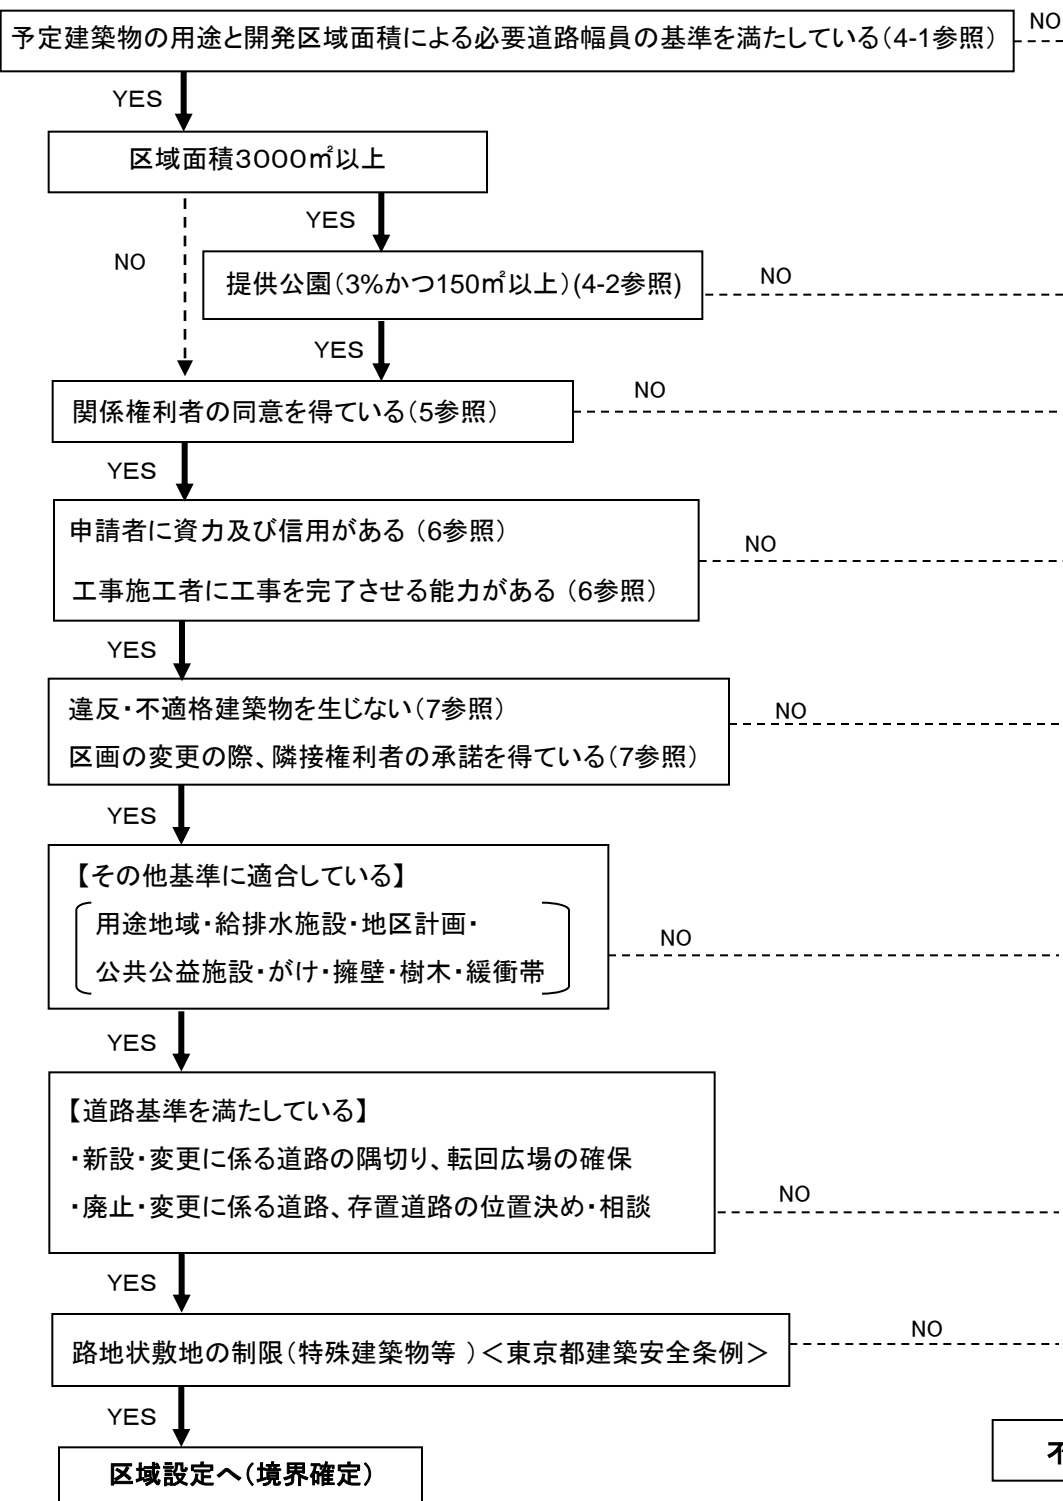 予定建築物の用途と開発区域面積による必要道路幅員の基準を満たしている(4-1参照)
NO
YES
区域面積3000㎡以上
YES
NO
提供公園(3%かつ150㎡以上)(4-2参照)
NO
YES
関係権利者の同意を得ている(5参照)
NO
YES
申請者に資力及び信用がある (6参照)
NO
工事施工者に工事を完了させる能力がある (6参照)
YES
違反・不適格建築物を生じない(7参照)
NO
区画の変更の際、隣接権利者の承諾を得ている(7参照)
YES
【その他基準に適合している】
用途地域・給排水施設・地区計画・
NO
公共公益施設・がけ・擁壁・樹木・緩衝帯
YES
【道路基準を満たしている】
・新設・変更に係る道路の隅切り、転回広場の確保
NO
・廃止・変更に係る道路、存置道路の位置決め・相談
YES
NO
路地状敷地の制限(特殊建築物等 )<東京都建築安全条例>
YES
区域設定へ(境界確定)